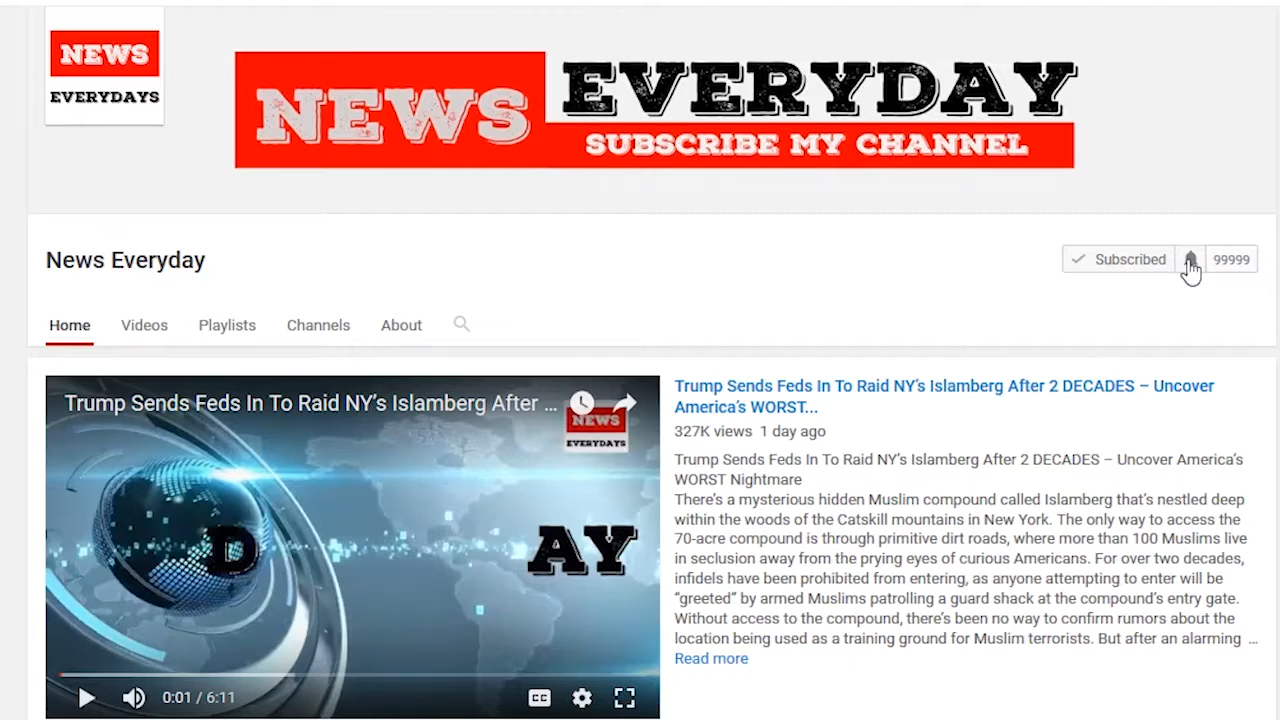 NEWS
EVERYDAYS
NEWS
EVERYDAY
SUBSCRIBE MY CHANNEL
News Everyday
Subscribed
99999
Home
Videos
Playlists
Channels
About
Trump Sends Feds In To Raid NY’s Islamberg After ...
NEWS
EVERYDAYS
D
AY
0:01 / 6:11
CC
Trump Sends Feds In To Raid NY’s Islamberg After 2 DECADES – Uncover
America’s WORST...
327K views 1 day ago
Trump Sends Feds In To Raid NY’s Islamberg After 2 DECADES – Uncover America’s
WORST Nightmare
There’s a mysterious hidden Muslim compound called Islamberg that’s nestled deep
within the woods of the Catskill mountains in New York. The only way to access the
70-acre compound is through primitive dirt roads, where more than 100 Muslims live
in seclusion away from the prying eyes of curious Americans. For over two decades,
infidels have been prohibited from entering, as anyone attempting to enter will be
“greeted” by armed Muslims patrolling a guard shack at the compound’s entry gate.
Without access to the compound, there’s been no way to confirm rumors about the
location being used as a training ground for Muslim terrorists. But after an alarming ...
Read more